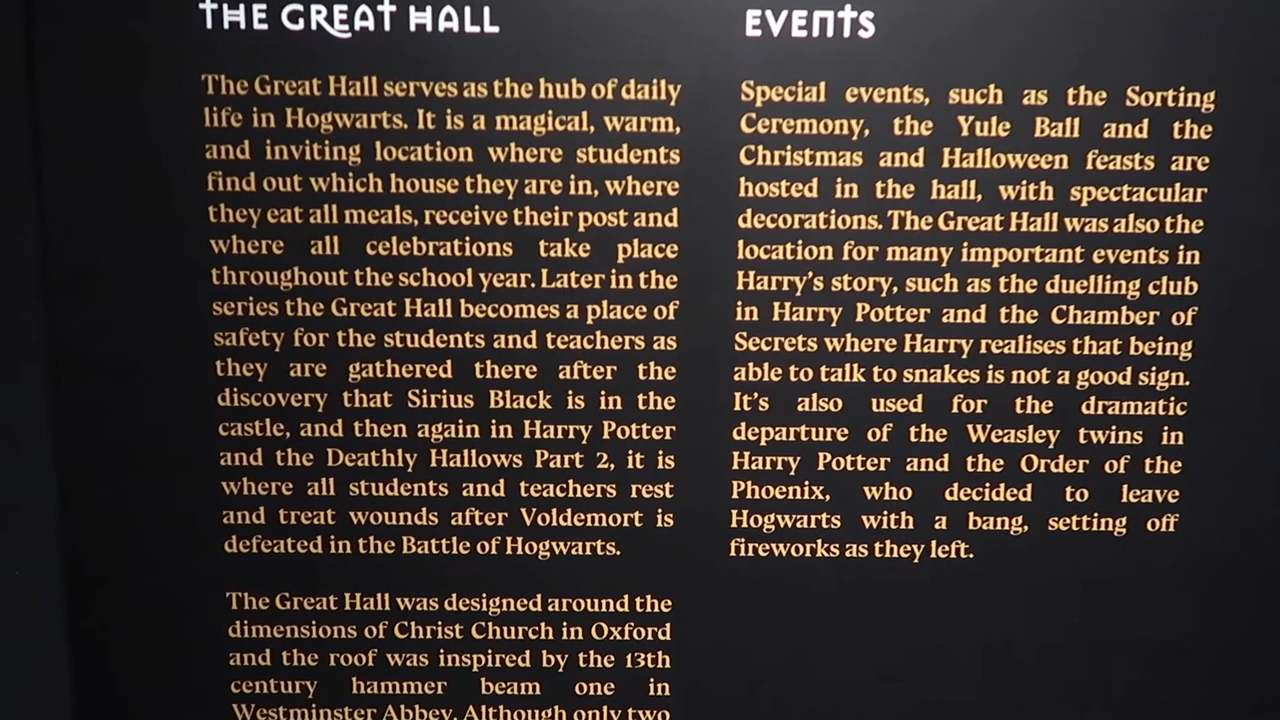 THE GREAT HALL
The Great Hall serves as the hub of daily
life in Hogwarts. It is a magical, warm,
and inviting location where students
find out which house they are in, where
they eat all meals, receive their post and
where all celebrations take place
throughout the school year. Later in the
series the Great Hall becomes a place of
safety for the students and teachers as
they are gathered there after the
discovery that Sirius Black is in the
castle, and then again in Harry Potter
and the Deathly Hallows Part 2, it is
where all students and teachers rest
and treat wounds after Voldemort is
defeated in the Battle of Hogwarts.
The Great Hall was designed around the
dimensions of Christ Church in Oxford
and the roof was inspired by the 13th
century hammer beam one in
Westminster Abbey. Although only two
EVENTS
Special events, such as the Sorting
Ceremony, the Yule Ball and the
Christmas and Halloween feasts are
hosted in the hall, with spectacular
decorations. The Great Hall was also the
location for many important events in
Harry's story, such as the duelling club
in Harry Potter and the Chamber of
Secrets where Harry realises that being
able to talk to snakes is not a good sign.
It's also used for the dramatic
departure of the Weasley twins in
Harry Potter and the Order of the
Phoenix, who decided to leave
Hogwarts with a bang, setting off
fireworks as they left.